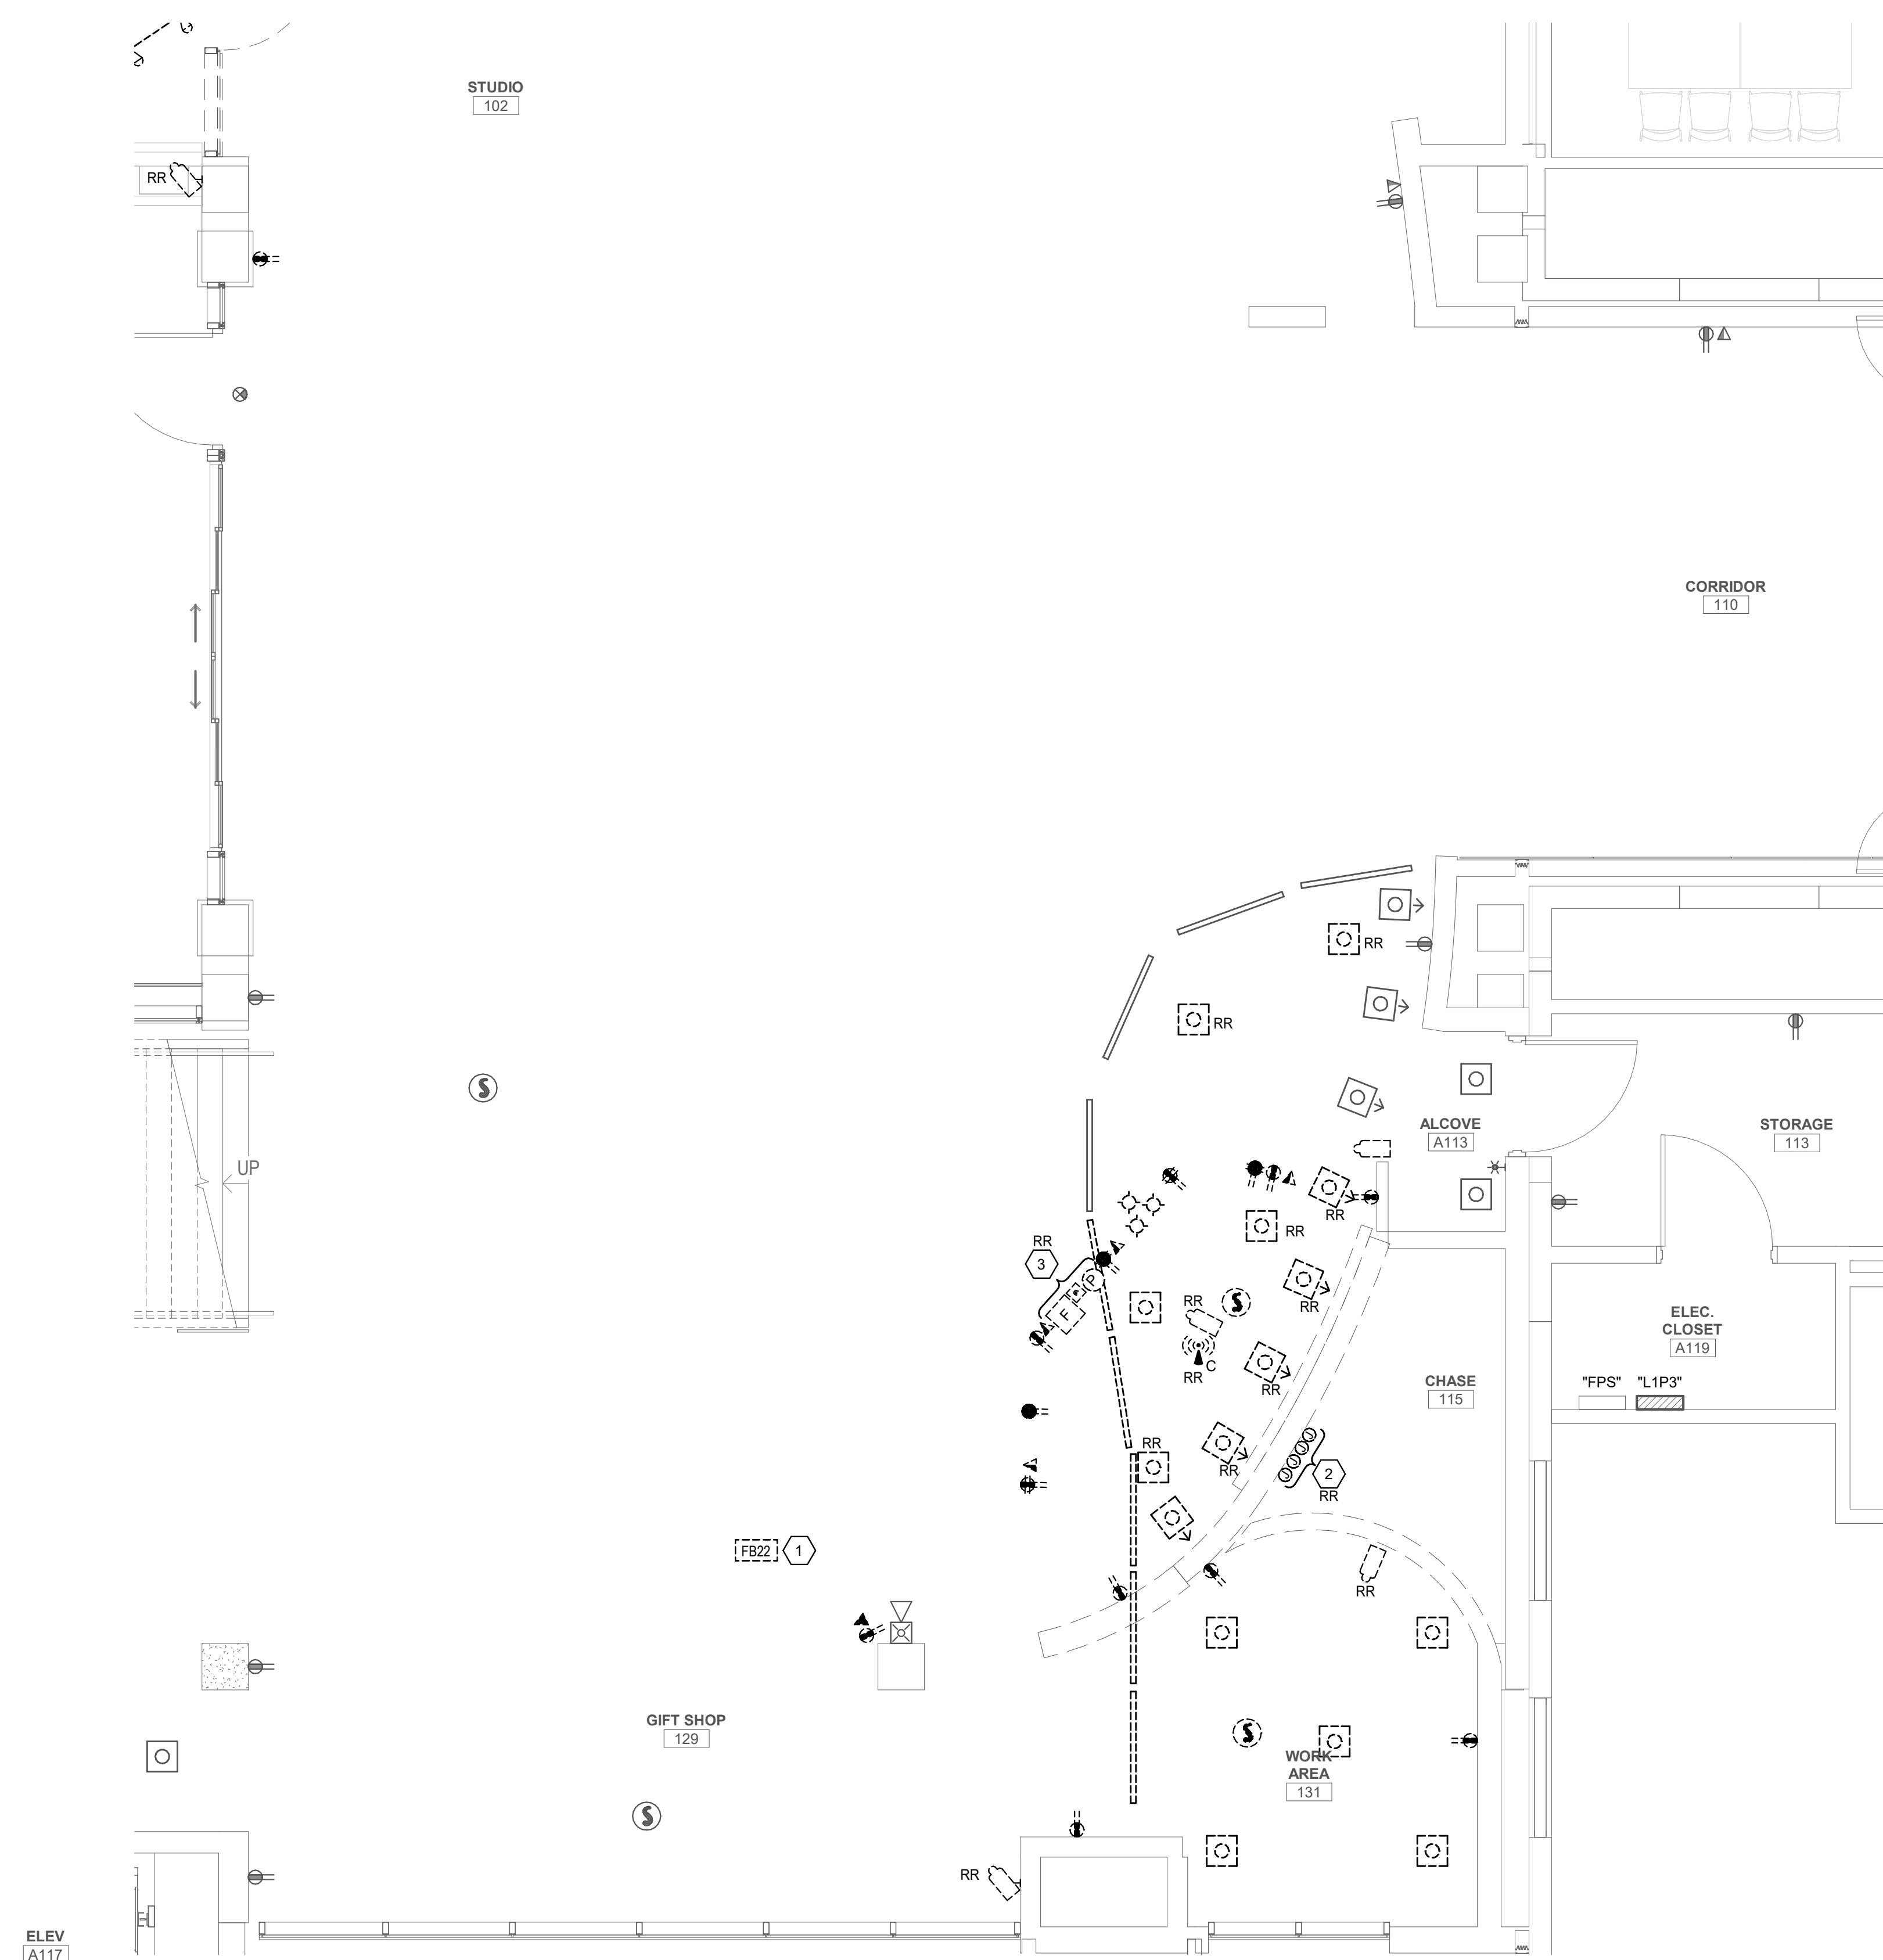 STUDIO
102
RR
CORRIDOR
110
RR
RR
ALCOVE
A113
STORAGE
113
UP
RR
RR
RR
3
P
F
RR
RR
C
RR
RR
ELEC.
CLOSET
A119
CHASE
115
"FPS" "L1P3"
RR
RR
2
RR
J J J J
FB22 1
RR
GIFT SHOP
129
WORK
AREA
131
RR
ELEV
A117
S
S
S
S